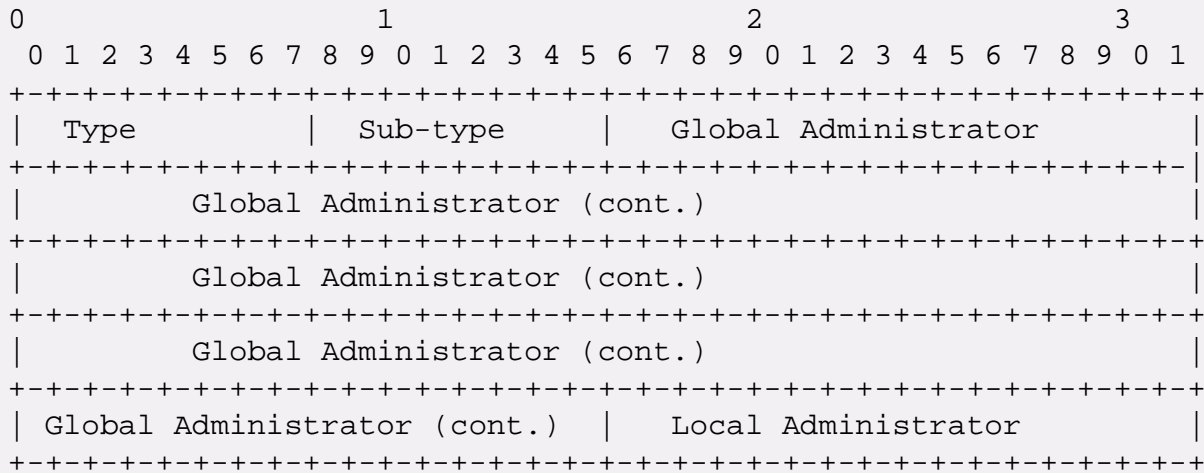 0                   1                   2                   3
 0 1 2 3 4 5 6 7 8 9 0 1 2 3 4 5 6 7 8 9 0 1 2 3 4 5 6 7 8 9 0 1
+-+-+-+-+-+-+-+-+-+-+-+-+-+-+-+-+-+-+-+-+-+-+-+-+-+-+-+-+-+-+-+-+
|  Type         |  Sub-type     |   Global Administrator        |
+-+-+-+-+-+-+-+-+-+-+-+-+-+-+-+-+-+-+-+-+-+-+-+-+-+-+-+-+-+-+-+-|
|         Global Administrator (cont.)                          |
+-+-+-+-+-+-+-+-+-+-+-+-+-+-+-+-+-+-+-+-+-+-+-+-+-+-+-+-+-+-+-+-+
|         Global Administrator (cont.)                          |
+-+-+-+-+-+-+-+-+-+-+-+-+-+-+-+-+-+-+-+-+-+-+-+-+-+-+-+-+-+-+-+-+
|         Global Administrator (cont.)                          |
+-+-+-+-+-+-+-+-+-+-+-+-+-+-+-+-+-+-+-+-+-+-+-+-+-+-+-+-+-+-+-+-+
| Global Administrator (cont.)  |   Local Administrator         |
+-+-+-+-+-+-+-+-+-+-+-+-+-+-+-+-+-+-+-+-+-+-+-+-+-+-+-+-+-+-+-+-+